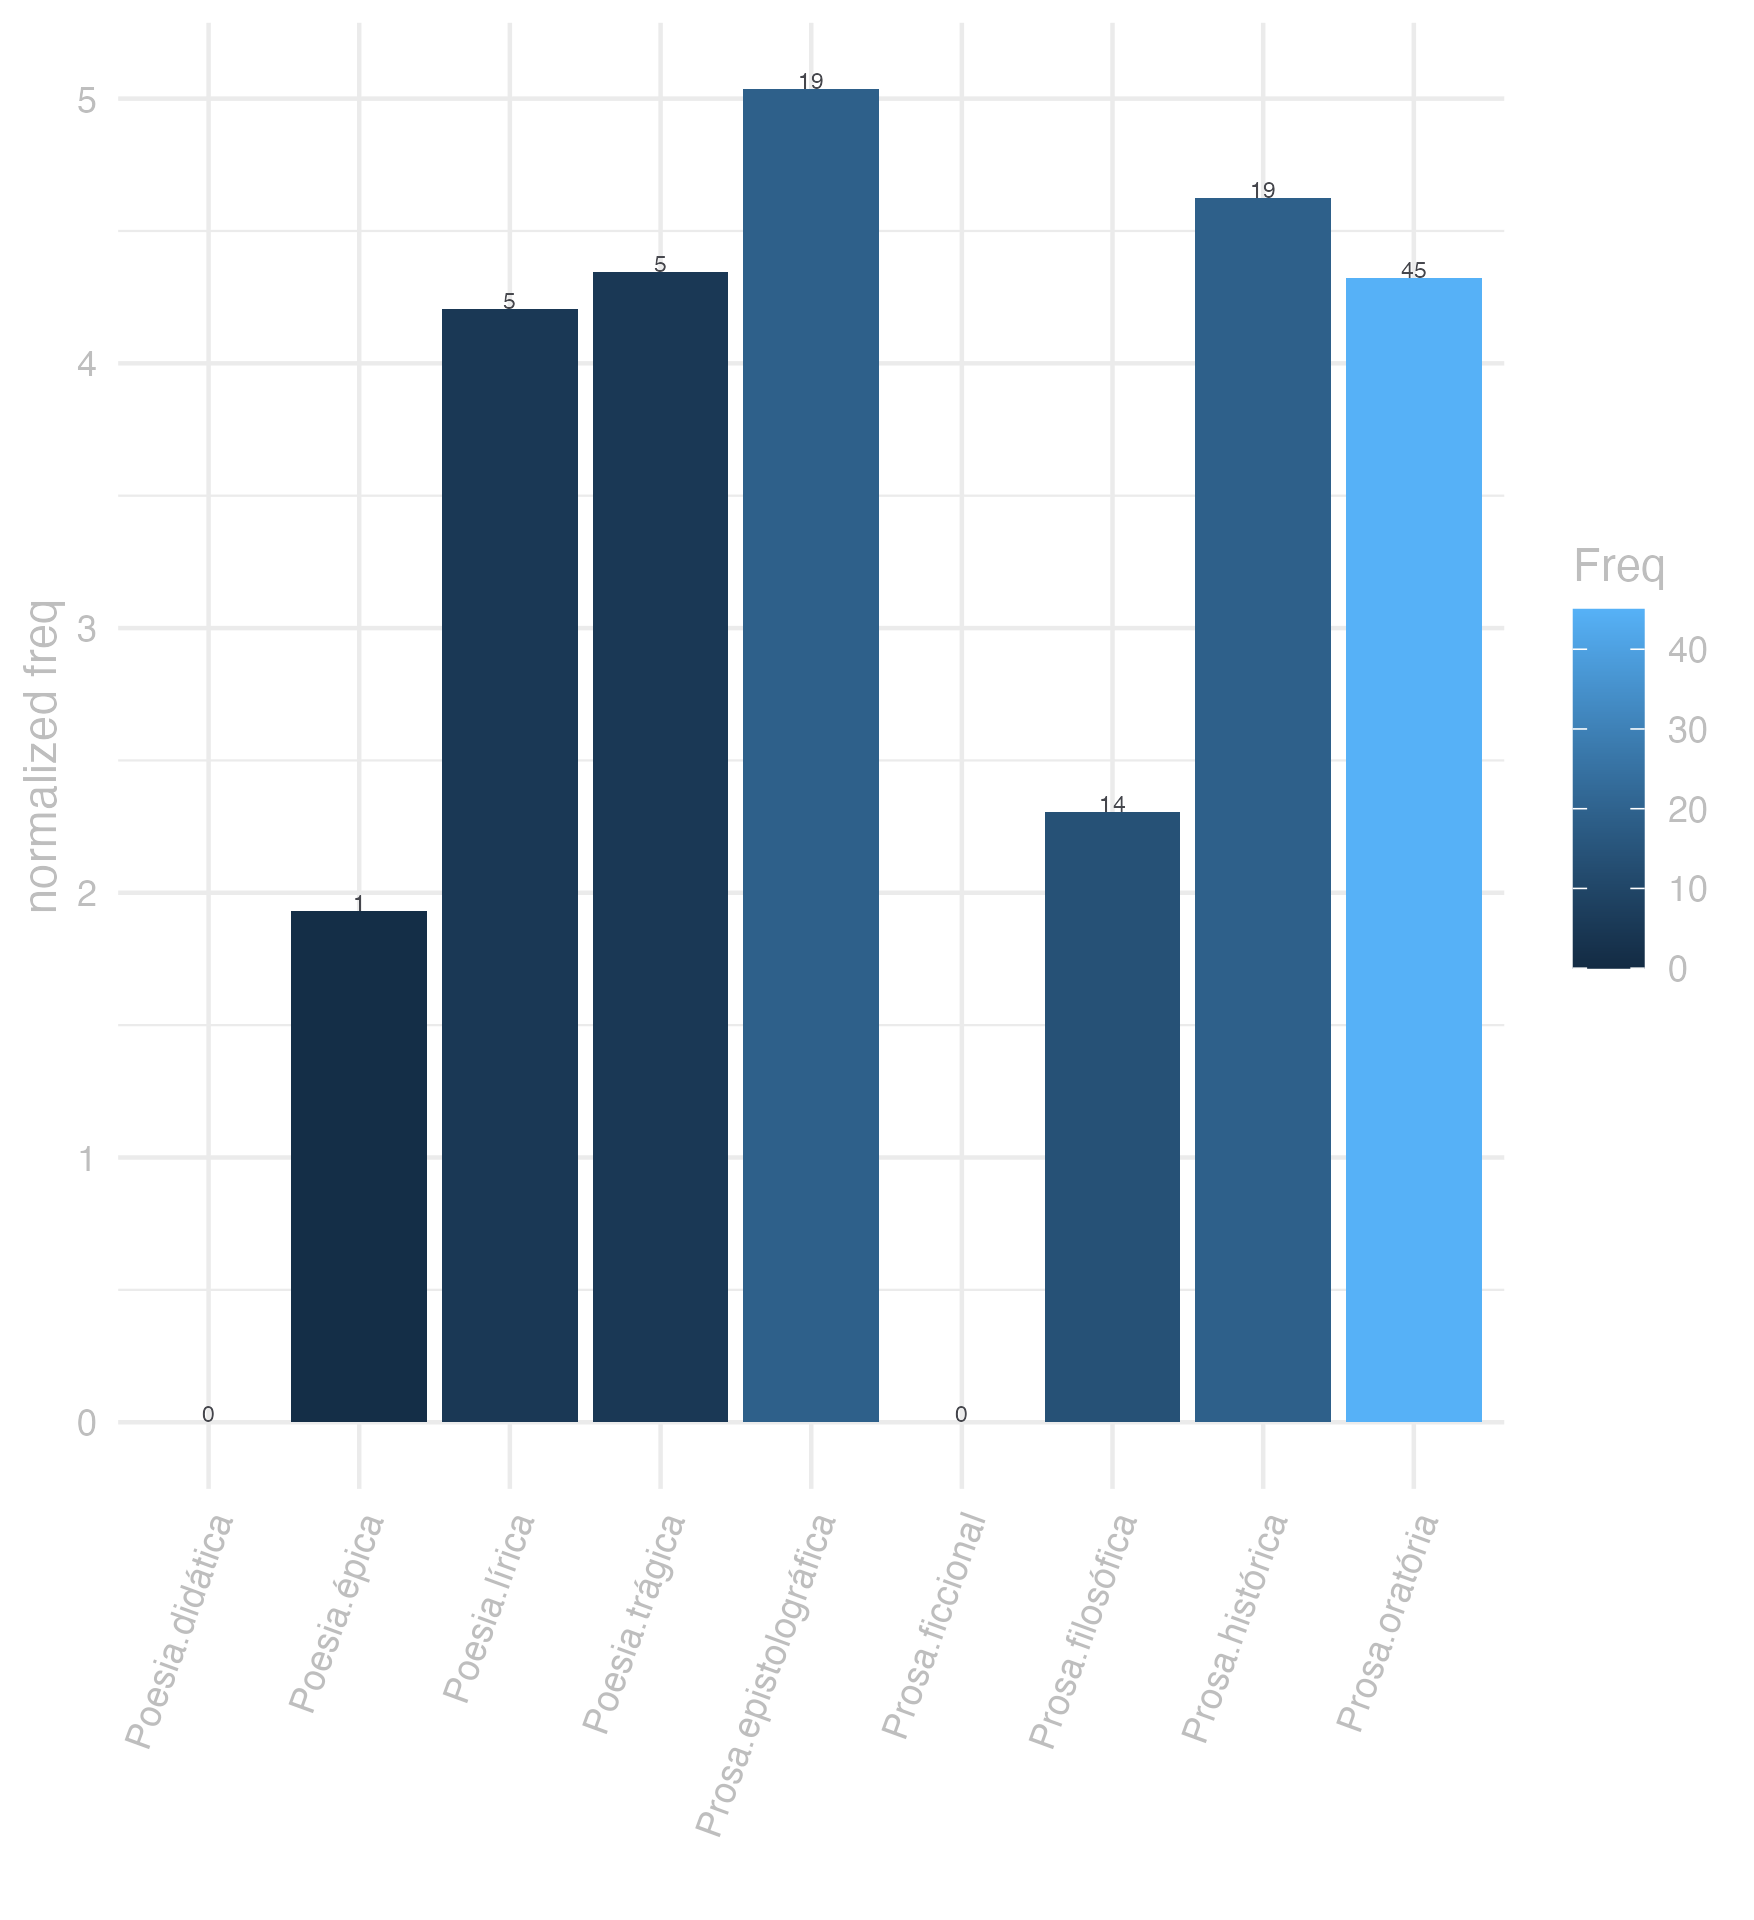 normalized freq
5
4
3
2
1
0
0
1
5
5
19
0
14
19
45
Poesia.didática
Poesia.épica
Poesia.lírica
Poesia.trágica
Prosa.epistolográfica
Prosa.ficcional
Prosa.filosófica
Prosa.histórica
Prosa.oratória
Freq
40
30
20
10
0